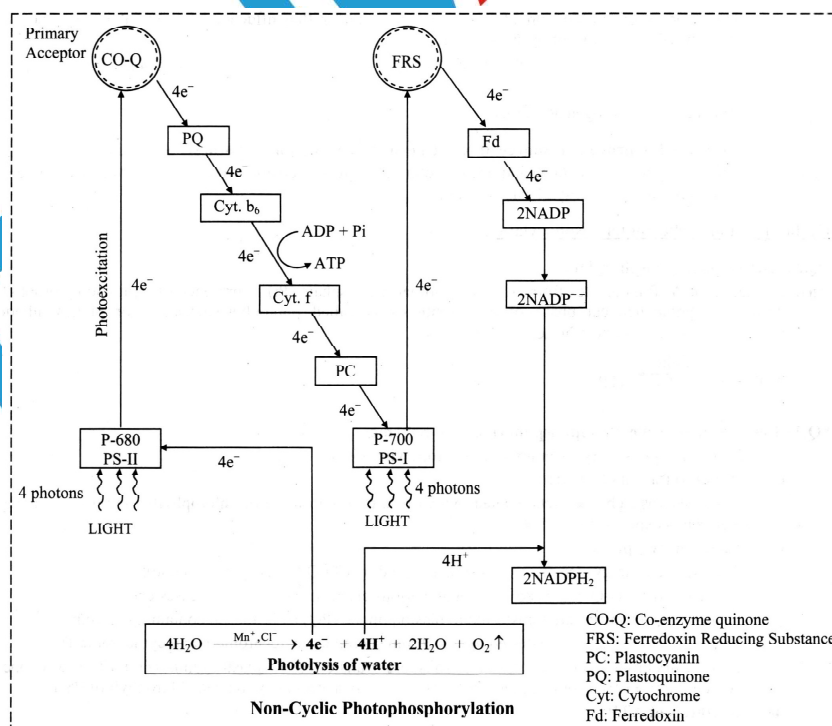 Primary
Acceptor
CO-Q
FRS
4e⁻
4e⁻
PQ
Fd
4e⁻
4e⁻
Cyt. b₆
2NADP
ADP + Pi
4e⁻
ATP
Photoexcitation
4e⁻
4e⁻
Cyt. f
2NADP⁻⁻
4e⁻
PC
4e⁻
P-680
PS-II
4e⁻
P-700
PS-I
4 photons
4 photons
LIGHT
LIGHT
4H⁺
2NADPH₂
4H₂O Mn⁺,Cl⁻ → 4e⁻ + 4H⁺ + 2H₂O + O₂ ↑
Photolysis of water
CO-Q: Co-enzyme quinone
FRS: Ferredoxin Reducing Substance
PC: Plastocyanin
PQ: Plastoquinone
Cyt: Cytochrome
Fd: Ferredoxin
Non-Cyclic Photophosphorylation